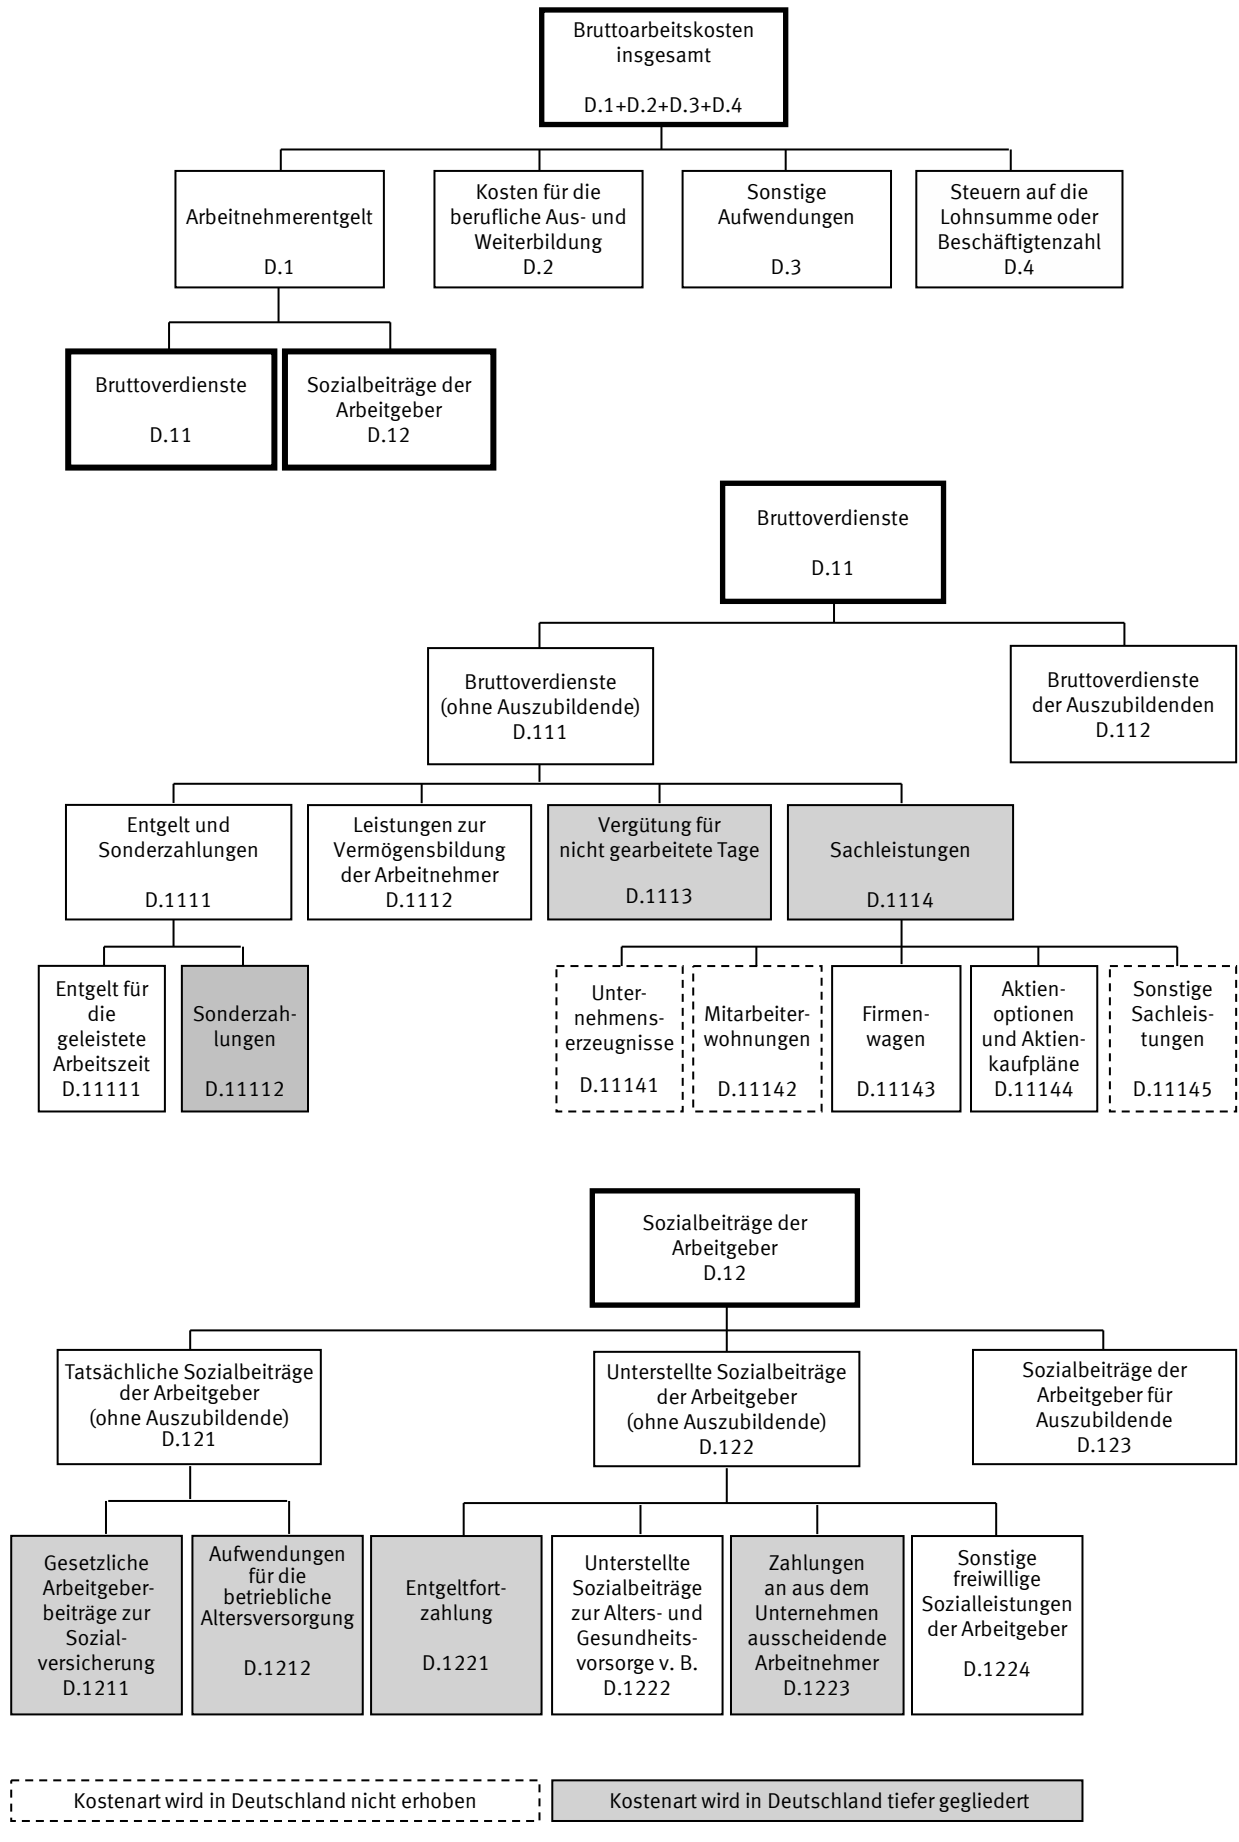 Bruttoarbeitskosten
insgesamt
D.1+D.2+D.3+D.4
Arbeitnehmerentgelt
D.1
Kosten für die
berufliche Aus- und
Weiterbildung
D.2
Sonstige
Aufwendungen
D.3
Steuern auf die
Lohnsumme oder
Beschäftigtenzahl
D.4
Bruttoverdienste
D.11
Sozialbeiträge der
Arbeitgeber
D.12
Bruttoverdienste
D.11
Bruttoverdienste
(ohne Auszubildende)
D.111
Bruttoverdienste
der Auszubildenden
D.112
Entgelt und
Sonderzahlungen
D.1111
Leistungen zur
Vermögensbildung
der Arbeitnehmer
D.1112
Vergütung für
nicht gearbeitete Tage
D.1113
Sachleistungen
D.1114
Entgelt für
die
geleistete
Arbeitszeit
D.11111
Sonderzah-
lungen
D.11112
Unter-
nehmens-
erzeugnisse
D.11141
Mitarbeiter-
wohnungen
D.11142
Firmen-
wagen
D.11143
Aktien-
optionen
und Aktien-
kaufpläne
D.11144
Sonstige
Sachleis-
tungen
D.11145
Sozialbeiträge der
Arbeitgeber
D.12
Tatsächliche Sozialbeiträge
der Arbeitgeber
(ohne Auszubildende)
D.121
Unterstellte Sozialbeiträge
der Arbeitgeber
(ohne Auszubildende)
D.122
Sozialbeiträge der
Arbeitgeber für
Auszubildende
D.123
Gesetzliche
Arbeitgeber-
beiträge zur
Sozial-
versicherung
D.1211
Aufwendungen
für die
betriebliche
Altersversorgung
D.1212
Entgeltfort-
zahlung
D.1221
Unterstellte
Sozialbeiträge
zur Alters- und
Gesundheits-
vorsorge v. B.
D.1222
Zahlungen
an aus dem
Unternehmen
ausscheidende
Arbeitnehmer
D.1223
Sonstige
freiwillige
Sozialleistungen
der Arbeitgeber
D.1224
Kostenart wird in Deutschland nicht erhoben
Kostenart wird in Deutschland tiefer gegliedert